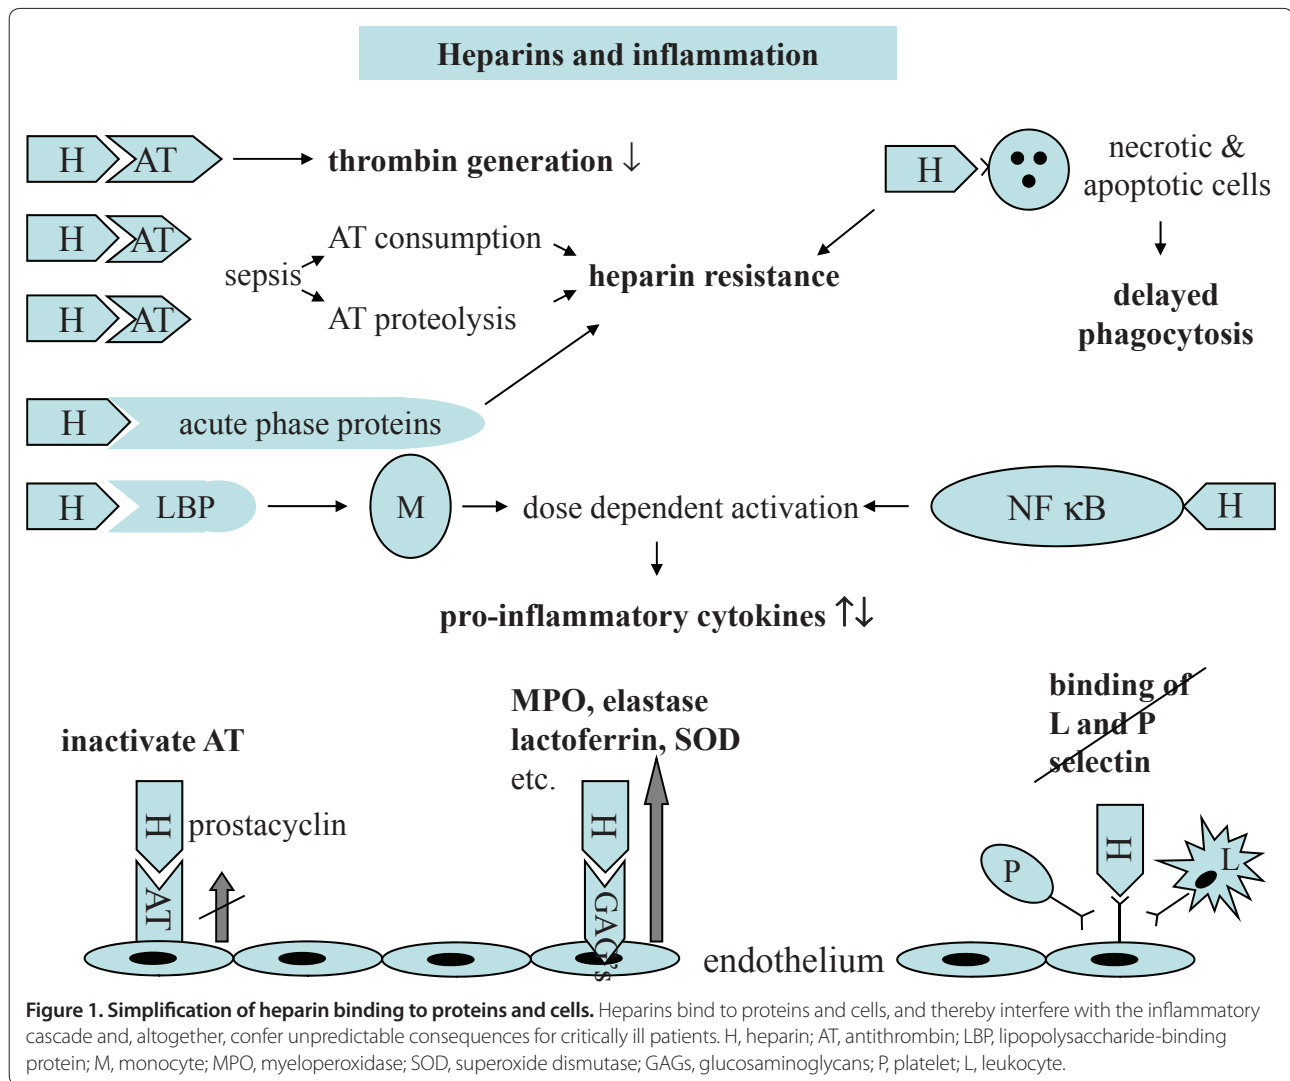 Heparins and inflammation
H AT
thrombin generation ↓
H
necrotic &
apoptotic cells
H AT
AT consumption
sepsis
heparin resistance
H AT
AT proteolysis
delayed
phagocytosis
H acute phase proteins
H LBP
M
dose dependent activation
NF κB
H
pro-inflammatory cytokines ↑↓
inactivate AT
MPO, elastase
lactoferrin, SOD
etc.
binding of
L and P
selectin
H
prostacyclin
AT
H
GAG's
P
H
L
endothelium
Figure 1. Simplification of heparin binding to proteins and cells. Heparins bind to proteins and cells, and thereby interfere with the inflammatory
cascade and, altogether, confer unpredictable consequences for critically ill patients. H, heparin; AT, antithrombin; LBP, lipopolysaccharide-binding
protein; M, monocyte; MPO, myeloperoxidase; SOD, superoxide dismutase; GAGs, glucosaminoglycans; P, platelet; L, leukocyte.